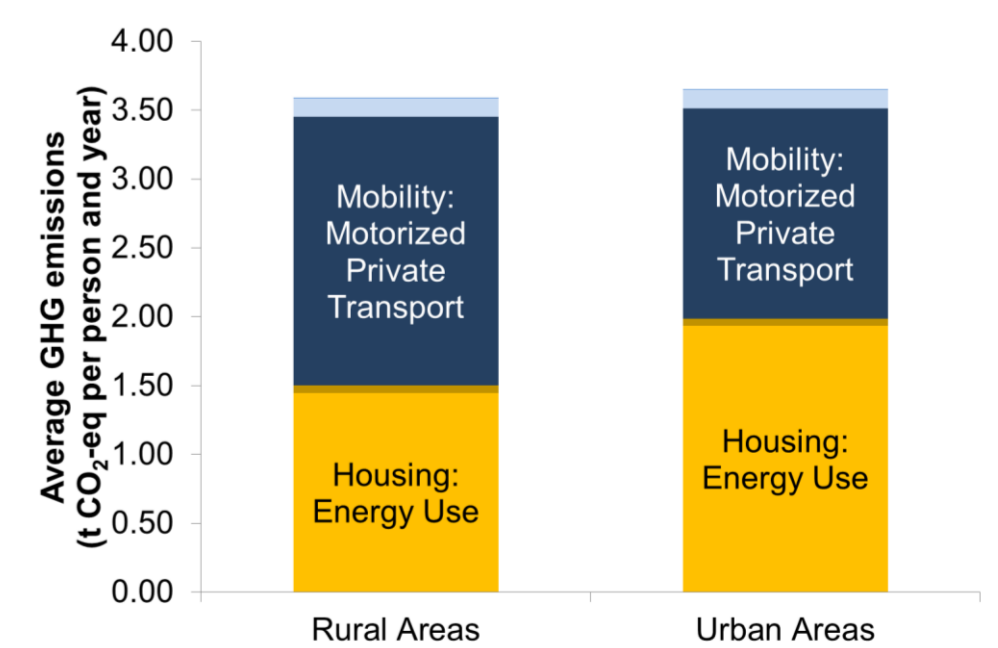 Average GHG emissions
(t CO₂-eq per person and year)
4.00
3.50
3.00
2.50
2.00
1.50
1.00
0.50
0.00
Mobility:
Motorized
Private
Transport
Housing:
Energy Use
Mobility:
Motorized
Private
Transport
Housing:
Energy Use
Rural Areas
Urban Areas